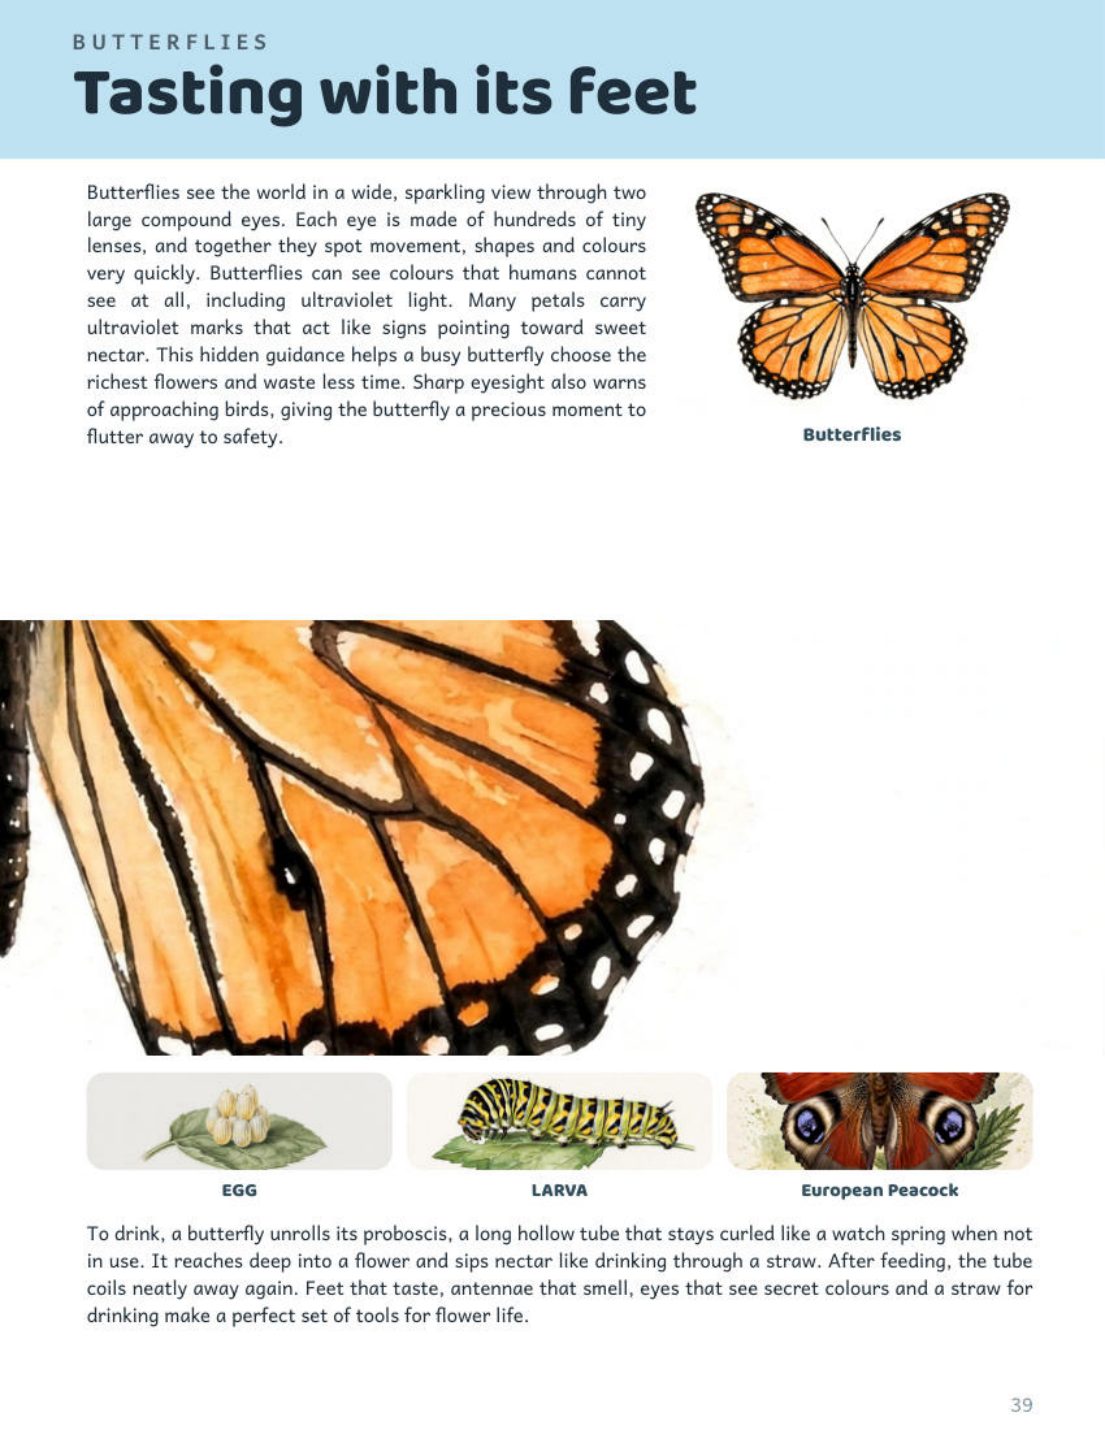 BUTTERFLIES
Tasting with its feet
Butterflies see the world in a wide, sparkling view through two
large compound eyes. Each eye is made of hundreds of tiny
lenses, and together they spot movement, shapes and colours
very quickly. Butterflies can see colours that humans cannot
see at all, including ultraviolet light. Many petals carry
ultraviolet marks that act like signs pointing toward sweet
nectar. This hidden guidance helps a busy butterfly choose the
richest flowers and waste less time. Sharp eyesight also warns
of approaching birds, giving the butterfly a precious moment to
flutter away to safety.
Butterflies
EGG
LARVA
European Peacock
To drink, a butterfly unrolls its proboscis, a long hollow tube that stays curled like a watch spring when not
in use. It reaches deep into a flower and sips nectar like drinking through a straw. After feeding, the tube
coils neatly away again. Feet that taste, antennae that smell, eyes that see secret colours and a straw for
drinking make a perfect set of tools for flower life.
39